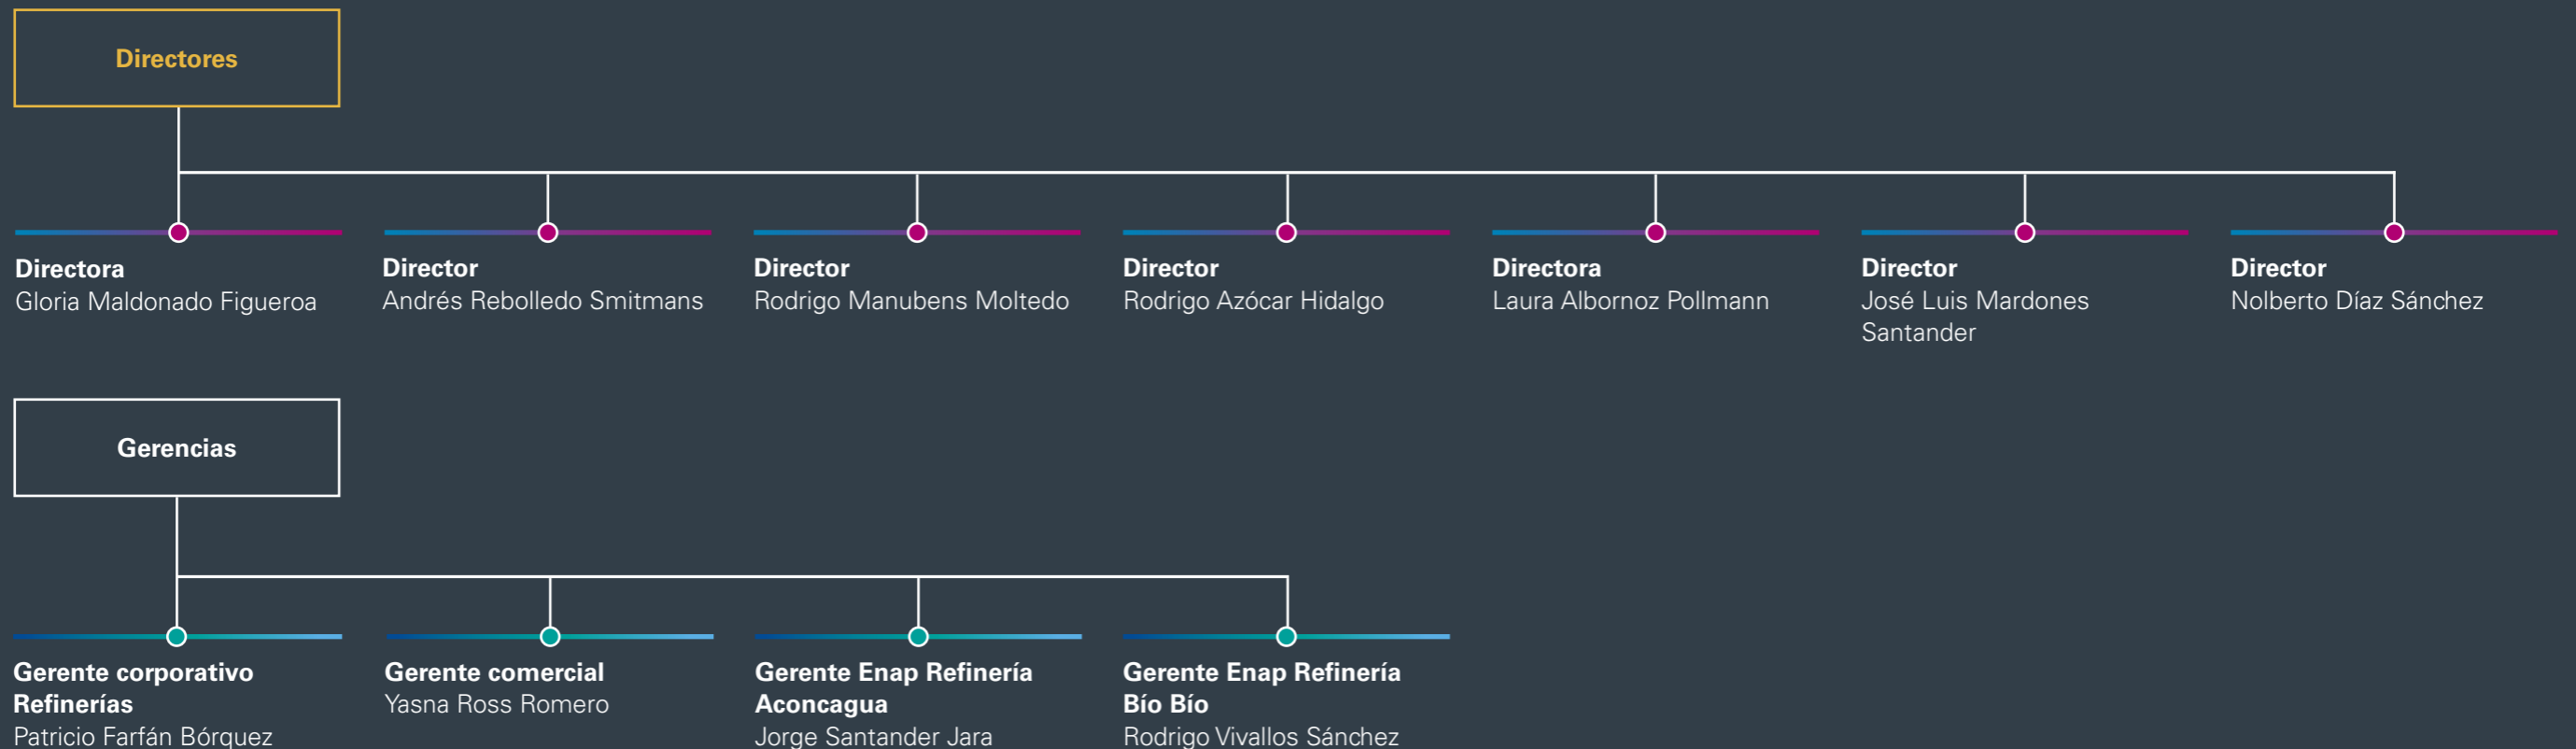 Directores
Directora
Gloria Maldonado Figueroa
Director
Andrés Rebolledo Smitmans
Director
Rodrigo Manubens Moltedo
Director
Rodrigo Azócar Hidalgo
Directora
Laura Albornoz Pollmann
Director
José Luis Mardones
Santander
Director
Nolberto Díaz Sánchez
Gerencias
Gerente corporativo
Refinerías
Patricio Farfán Bórquez
Gerente comercial
Yasna Ross Romero
Gerente Enap Refinería
Aconcagua
Jorge Santander Jara
Gerente Enap Refinería
Bío Bío
Rodrigo Vivallos Sánchez